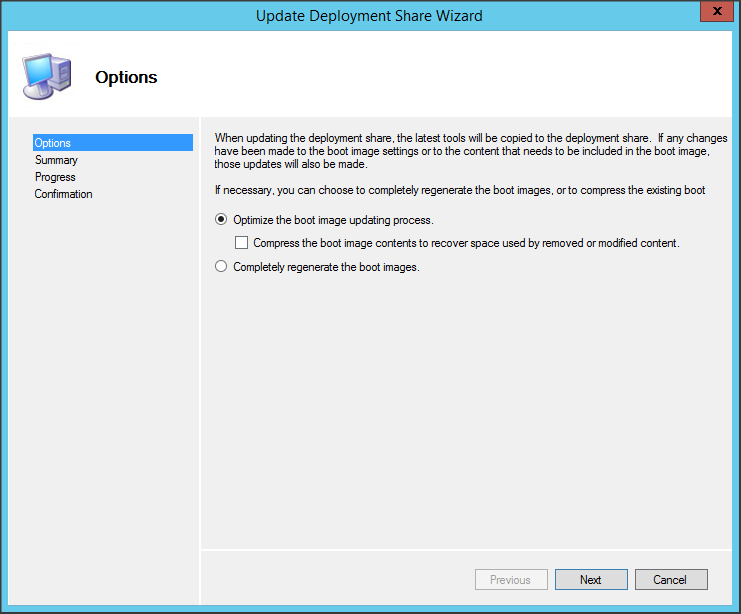 Update Deployment Share Wizard
x
Options
Options
Summary
Progress
Confirmation
When updating the deployment share, the latest tools will be copied to the deployment share.  If any changes
have been made to the boot image settings or to the content that needs to be included in the boot image,
those updates will also be made.
If necessary, you can choose to completely regenerate the boot images, or to compress the existing boot
Optimize the boot image updating process.
Compress the boot image contents to recover space used by removed or modified content.
Completely regenerate the boot images.
Previous
Next
Cancel